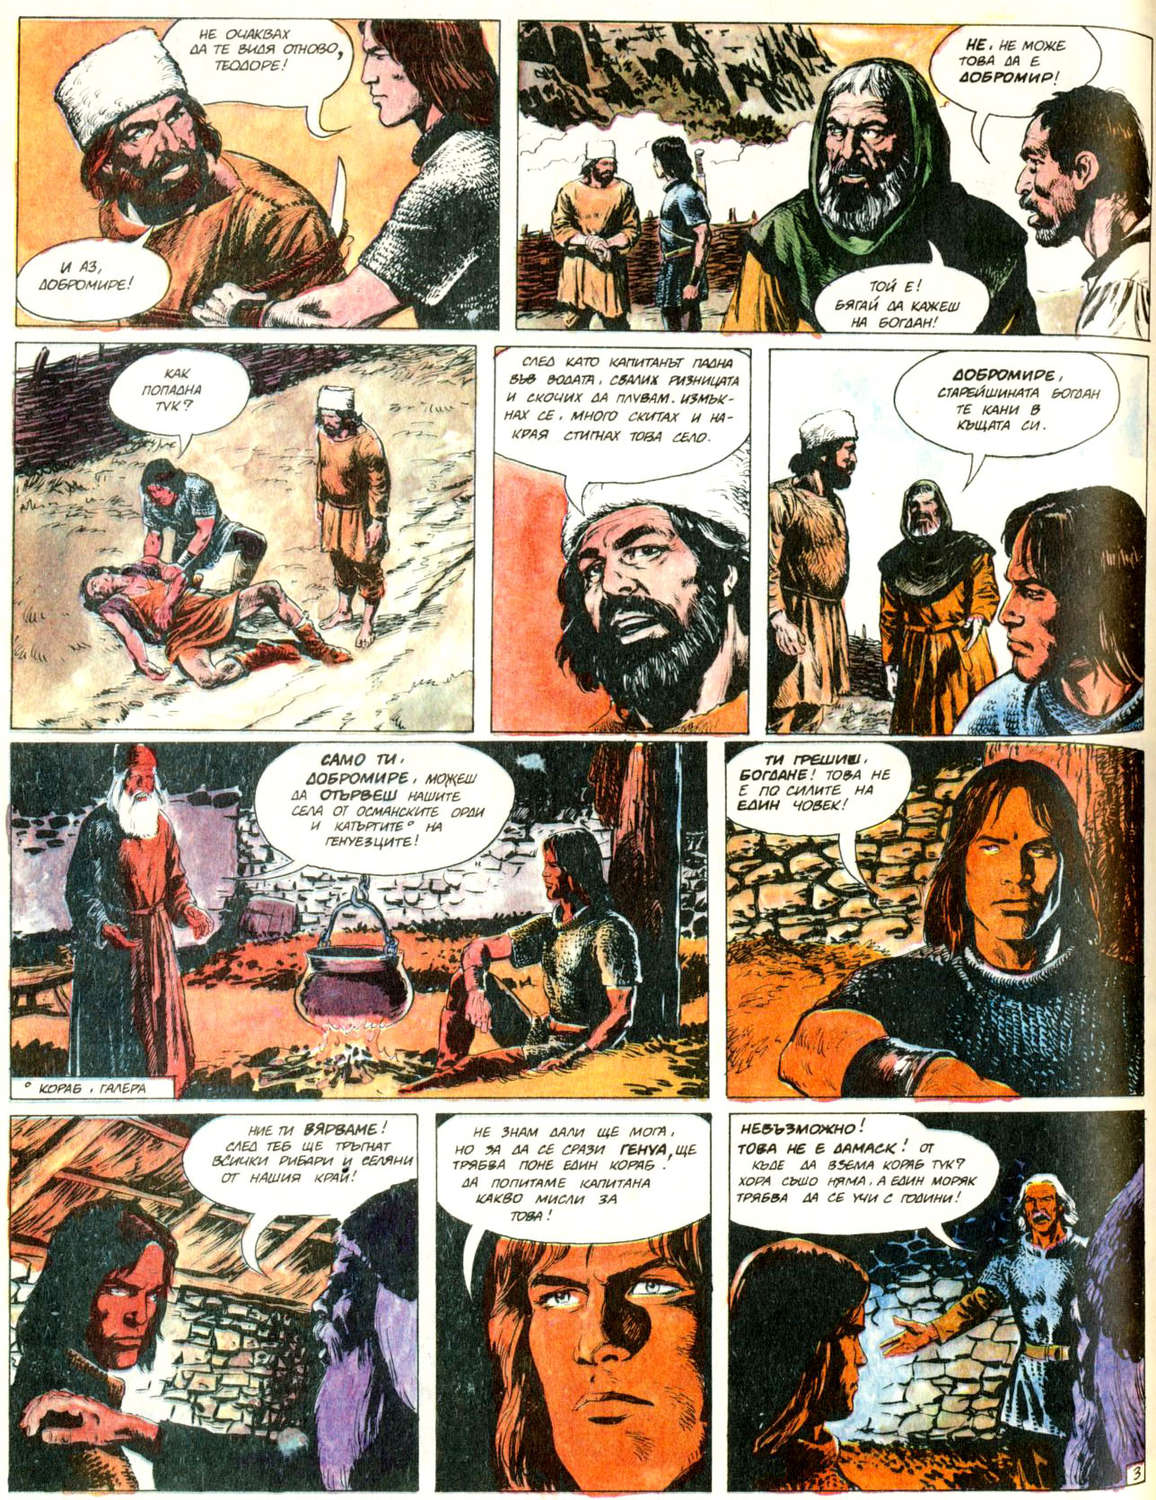 НЕ ОЧАКВАХ
ДА ТЕ ВИДЯ ОТНОВО,
ТЕОДОРЕ!
И АЗ,
ДОБРОМИРЕ!
НЕ, НЕ МОЖЕ
ТОВА ДА Е
ДОБРОМИР!
ТОЙ Е!
БЯГАЙ ДА КАЖЕШ
НА БОГДАН!
КАК
ПОПАДНА
ТУК?
СЛЕД КАТО КАПИТАНЪТ ПАДНА
ВЪВ ВОДАТА, СВАЛИХ РИЗНИЦАТА
И СКОЧИХ ДА ПЛУВАМ. ИЗМЪК-
НАХ СЕ, МНОГО СКИТАХ И НА-
КРАЯ СТИГНАХ ТОВА СЕЛО.
ДОБРОМИРЕ,
СТАРЕЙШИНАТА БОГДАН
ТЕ КАНИ В
КЪЩАТА СИ.
САМО ТИ,
ДОБРОМИРЕ, МОЖЕШ
ДА ОТЪРВЕШ НАШИТЕ
СЕЛА ОТ ОСМАНСКИТЕ ОРДИ
И КАТЪРГИТЕ° НА
ГЕНУЕЗЦИТЕ!
° КОРАБ, ГАЛЕРА
ТИ ГРЕШИШ,
БОГДАНЕ! ТОВА НЕ
Е ПО СИЛИТЕ НА
ЕДИН ЧОВЕК!
НИЕ ТИ ВЯРВАМЕ!
СЛЕД ТЕБ ЩЕ ТРЪГНАТ
ВСИЧКИ РИБАРИ И СЕЛЯНИ
ОТ НАШИЯ КРАЙ!
НЕ ЗНАМ ДАЛИ ЩЕ МОГА,
НО ЗА ДА СЕ СРАЗИ ГЕНУА, ЩЕ
ТРЯБВА ПОНЕ ЕДИН КОРАБ.
ДА ПОПИТАМЕ КАПИТАНА
КАКВО МИСЛИ ЗА
ТОВА!
НЕВЪЗМОЖНО!
ТОВА НЕ Е ДАМАСК! ОТ
КЪДЕ ДА ВЗЕМА КОРАБ ТУК?
ХОРА СЪШО НЯМА, А ЕДИН МОРЯК
ТРЯБВА ДА СЕ УЧИ С ГОДИНИ!
3